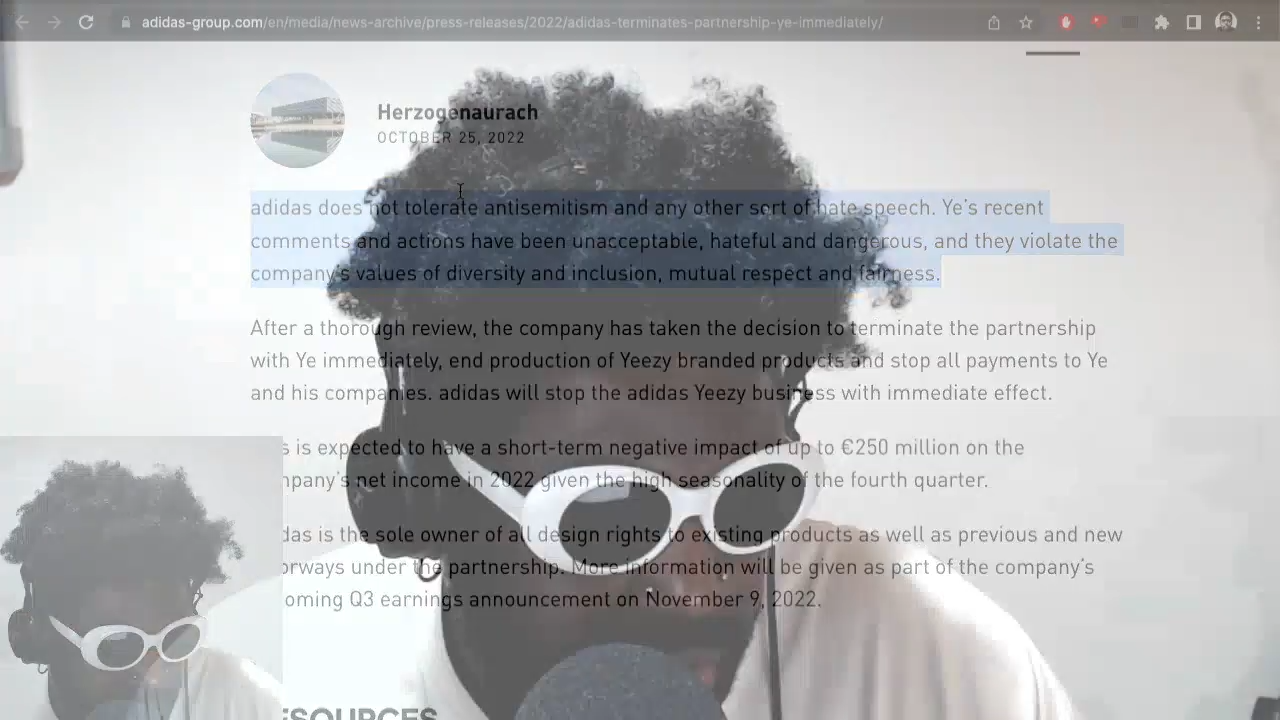 adidas-group.com/en/media/news-archive/press-releases/2022/adidas-terminates-partnership-ye-immediately/
Herzogenaurach
OCTOBER 25, 2022
adidas does not tolerate antisemitism and any other sort of hate speech. Ye's recent
comments and actions have been unacceptable, hateful and dangerous, and they violate the
company's values of diversity and inclusion, mutual respect and fairness.
After a thorough review, the company has taken the decision to terminate the partnership
with Ye immediately, end production of Yeezy branded products and stop all payments to Ye
and his companies. adidas will stop the adidas Yeezy business with immediate effect.
s is expected to have a short-term negative impact of up to €250 million on the
npany's net income in 2022 given the high seasonality of the fourth quarter.
das is the sole owner of all design rights to existing products as well as previous and new
orways under the partnership. More information will be given as part of the company's
oming Q3 earnings announcement on November 9, 2022.
ESOURCES